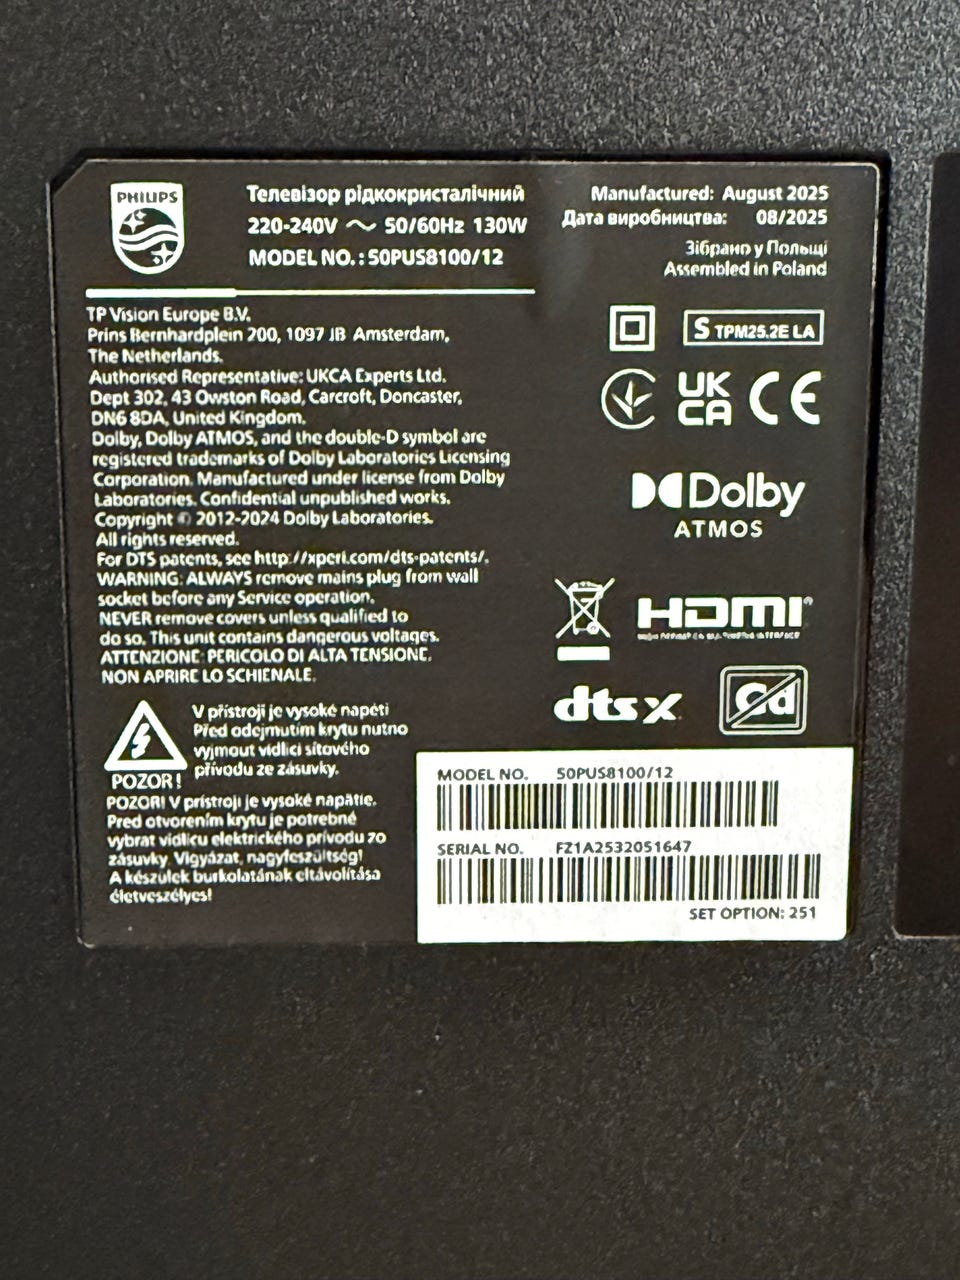 PHILIPS
Телевізор рідкокристалічний
220-240V ∼ 50/60Hz 130W
MODEL NO. : 50PUS8100/12
Manufactured: August 2025
Дата виробництва: 08/2025
Зібрано у Польщі
Assembled in Poland
TP Vision Europe B.V.
Prins Bernhardplein 200, 1097 JB Amsterdam,
The Netherlands.
Authorised Representative: UKCA Experts Ltd.
Dept 302, 43 Owston Road, Carcroft, Doncaster,
DN6 8DA, United Kingdom.
Dolby, Dolby ATMOS, and the double-D symbol are
registered trademarks of Dolby Laboratories Licensing
Corporation. Manufactured under license from Dolby
Laboratories. Confidential unpublished works.
Copyright © 2012-2024 Dolby Laboratories.
All rights reserved.
For DTS patents, see http://xperi.com/dts-patents/.
WARNING: ALWAYS remove mains plug from wall
socket before any Service operation.
NEVER remove covers unless qualified to
do so. This unit contains dangerous voltages.
ATTENZIONE: PERICOLO DI ALTA TENSIONE.
NON APRIRE LO SCHIENALE.
V přístroji je vysoké napětí
Před odejmutím krytu nutno
vyjmout vidlici síťového
přívodu ze zásuvky.
POZOR !
POZOR! V prístroji je vysoké napätie.
Pred otvorením krytu je potrebné
vybrat vidlicu elektrického prívodu zo
zásuvky. Vigyázat, nagyfeszültség!
A készülék burkolatának eltávolítása
életveszélyes!
S TPM25.2E LA
UK
CA CE
Dolby
ATMOS
HDMI®
HIGH-DEFINITION MULTIMEDIA INTERFACE
dts x
Cd
MODEL NO. 50PUS8100/12
SERIAL NO. FZ1A2532051647
SET OPTION: 251